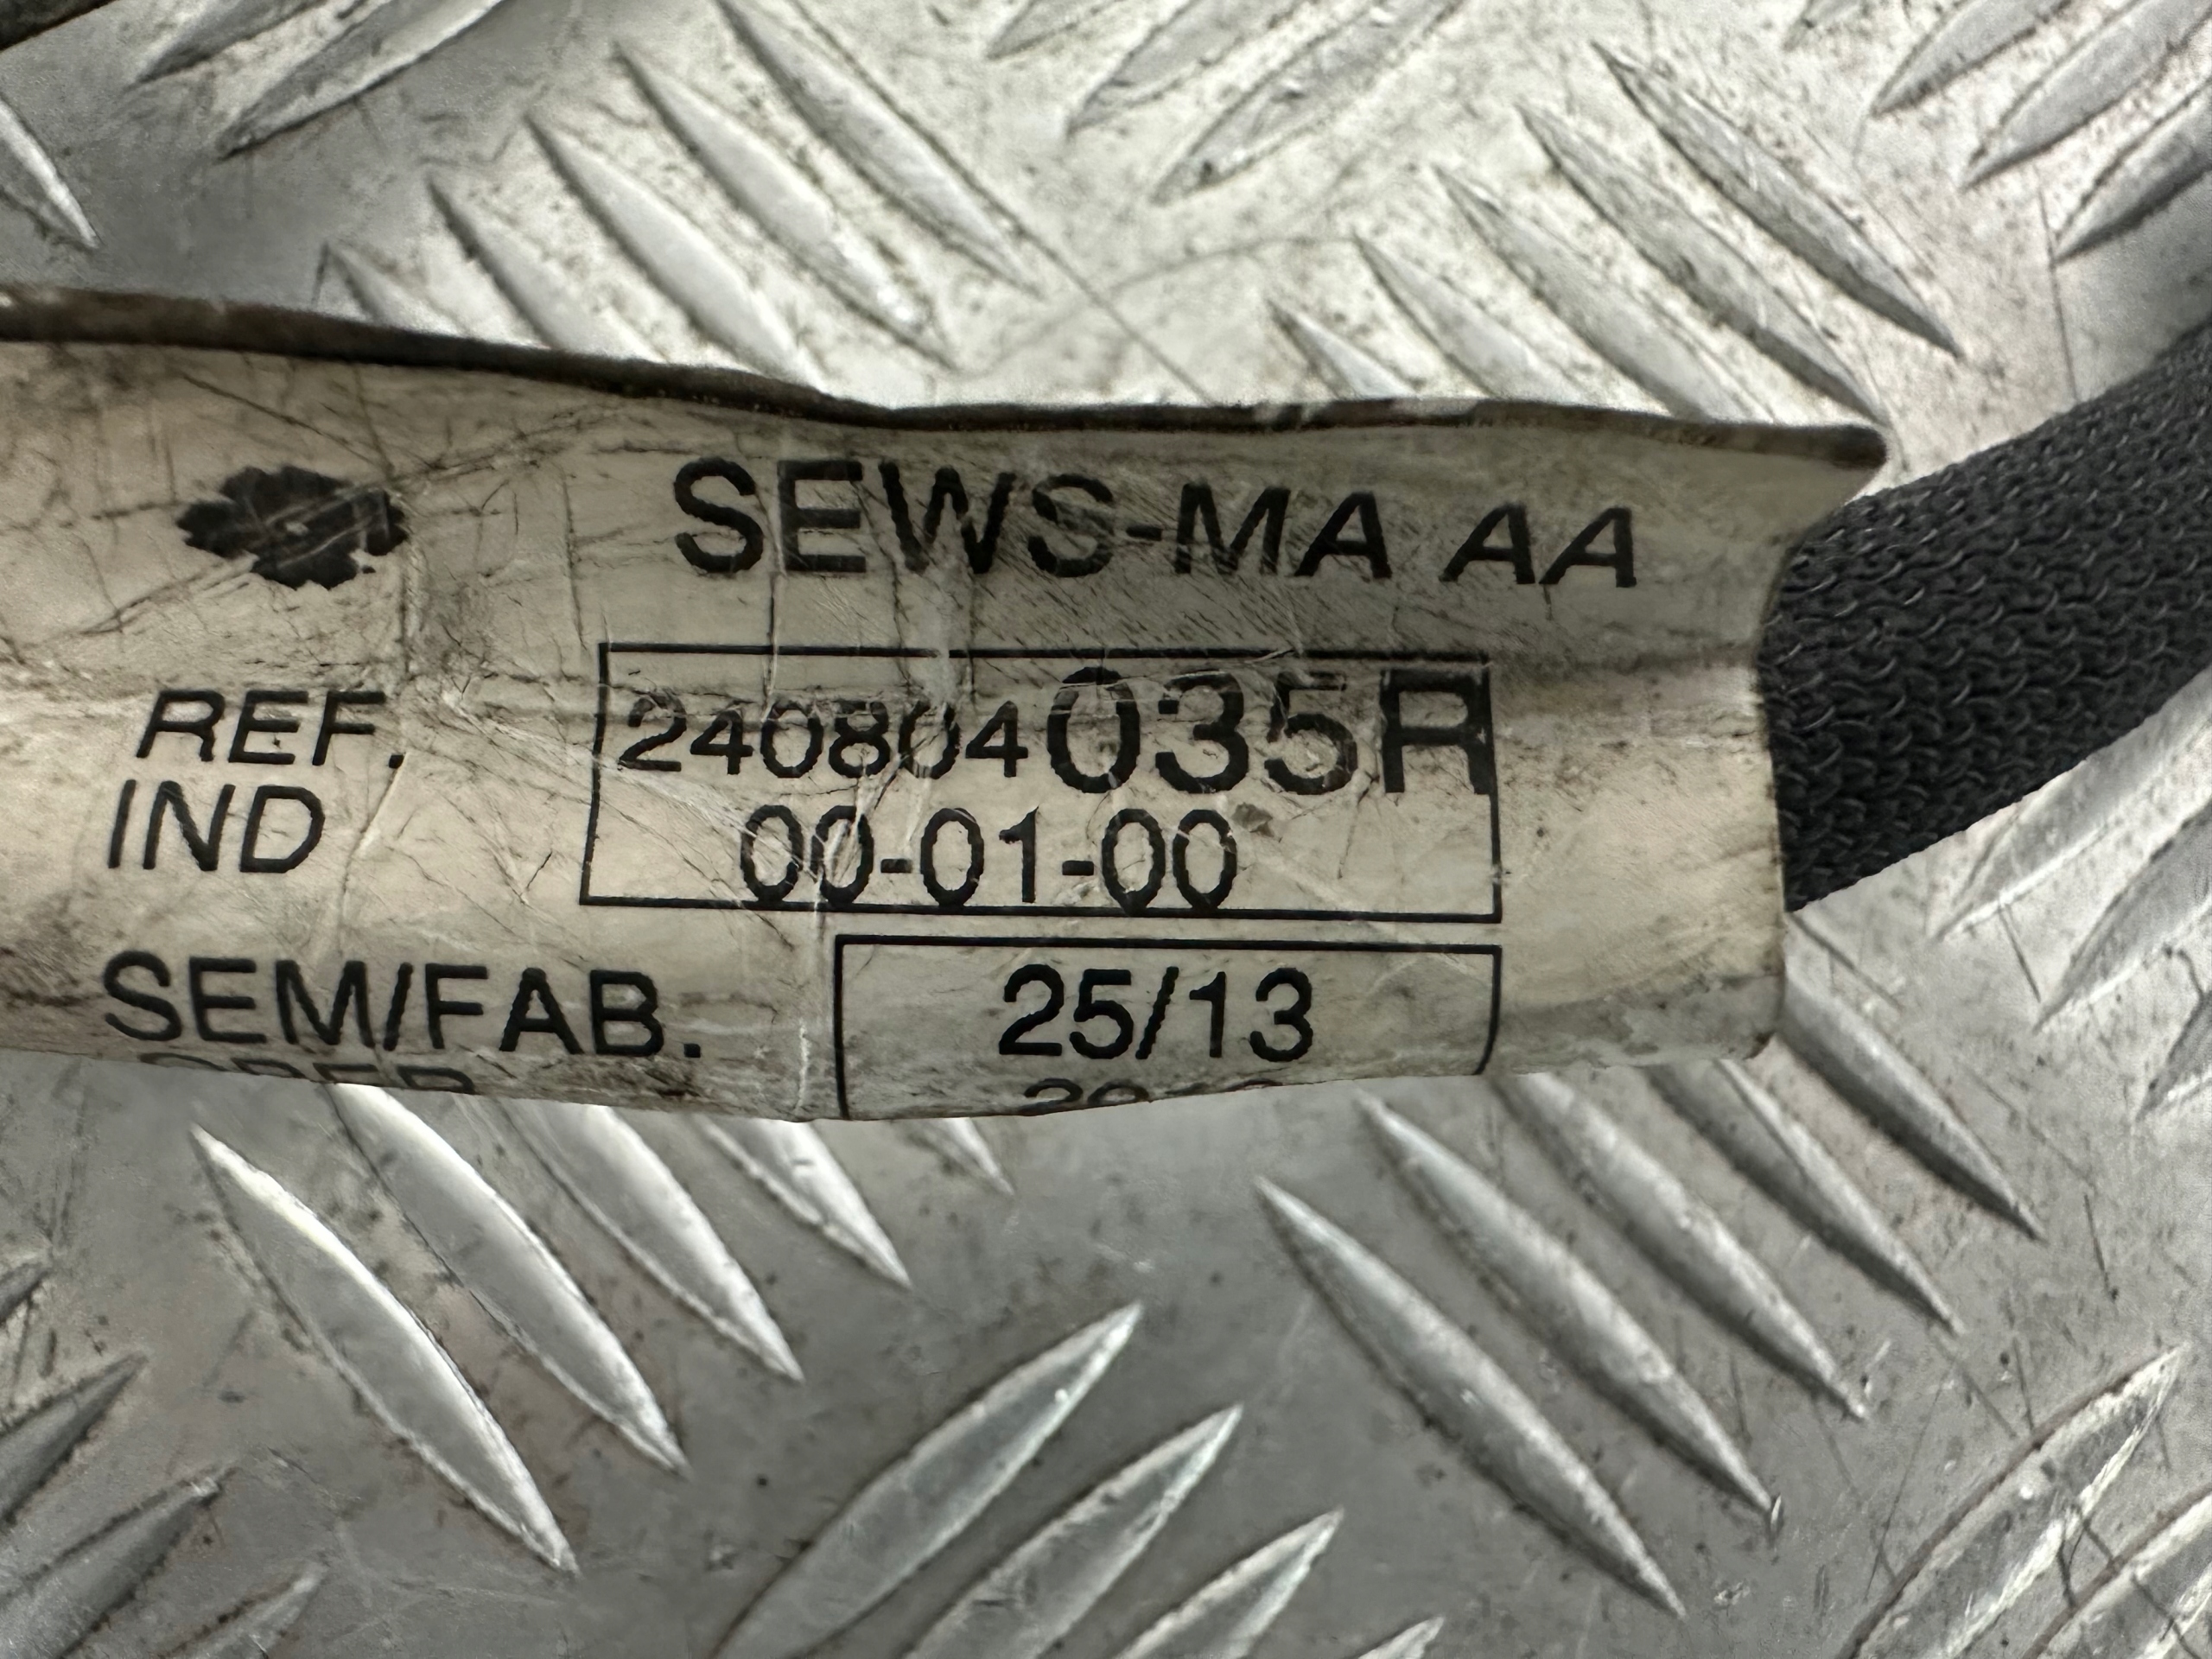 SEWS-MA AA
REF. 240804035R
IND 00-01-00
SEM/FAB. 25/13